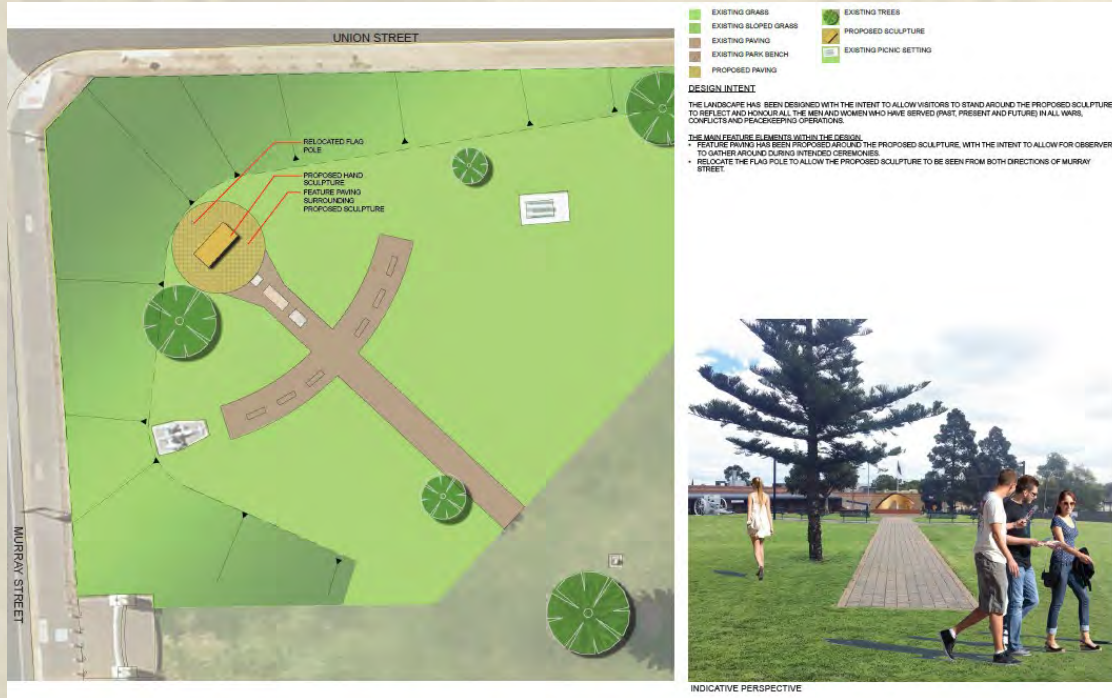 UNION STREET
RELOCATED FLAG
POLE
PROPOSED HAND
SCULPTURE
FEATURE PAVING
SURROUNDING
PROPOSED SCULPTURE
MURRAY STREET
EXISTING GRASS
EXISTING SLOPED GRASS
EXISTING PAVING
EXISTING PARK BENCH
PROPOSED PAVING
EXISTING TREES
PROPOSED SCULPTURE
EXISTING PICNIC SETTING
DESIGN INTENT
THE LANDSCAPE HAS BEEN DESIGNED WITH THE INTENT TO ALLOW VISITORS TO STAND AROUND THE PROPOSED SCULPTURE
TO REFLECT AND HONOUR ALL THE MEN AND WOMEN WHO HAVE SERVED (PAST, PRESENT AND FUTURE) IN ALL WARS,
CONFLICTS AND PEACEKEEPING OPERATIONS.
THE MAIN FEATURE ELEMENTS WITHIN THE DESIGN
• FEATURE PAVING HAS BEEN PROPOSED AROUND THE PROPOSED SCULPTURE, WITH THE INTENT TO ALLOW FOR OBSERVER
TO GATHER AROUND DURING INTENDED CEREMONIES.
• RELOCATE THE FLAG POLE TO ALLOW THE PROPOSED SCULPTURE TO BE SEEN FROM BOTH DIRECTIONS OF MURRAY
STREET.
INDICATIVE PERSPECTIVE